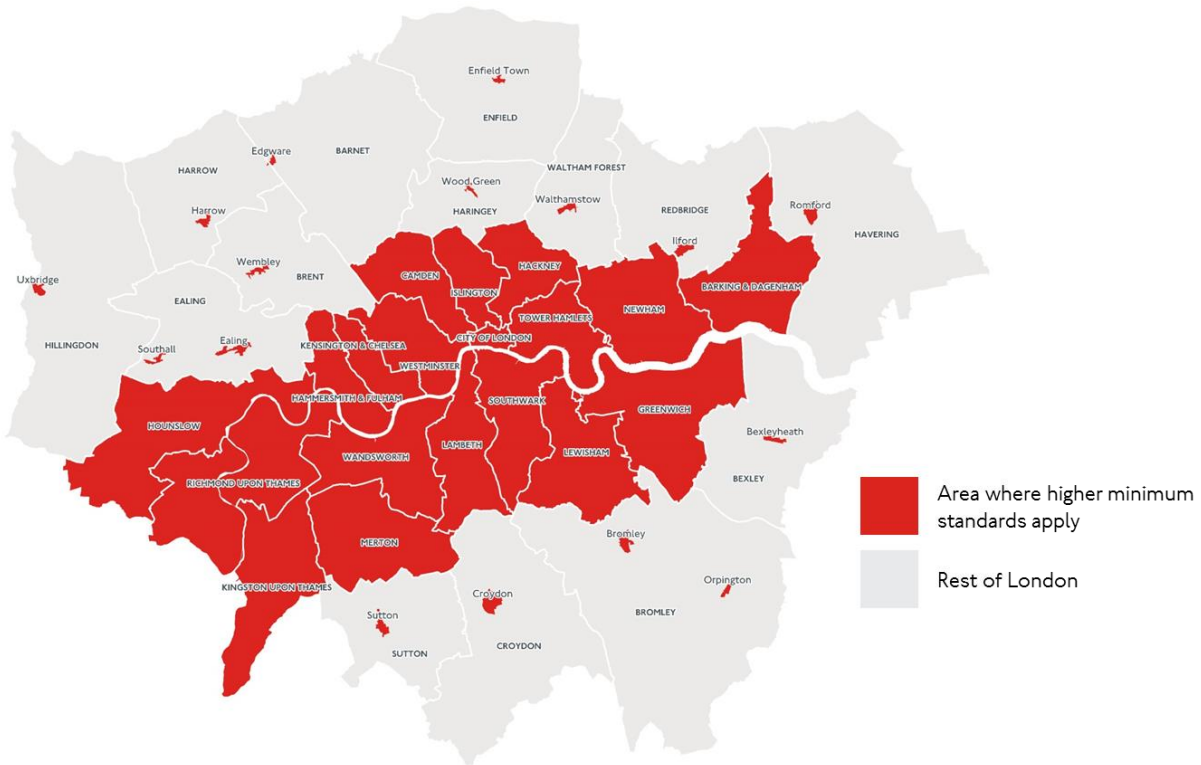 Enfield Town
ENFIELD
Edgware
BARNET
HARROW
WALTHAM FOREST
Wood Green
Walthamstow
HARINGEY
Harrow
REDBRIDGE
Romford
HAVERING
Ilford
Wembley
BRENT
HACKNEY
CAMDEN
ISLINGTON
Uxbridge
BARKING & DAGENHAM
EALING
NEWHAM
TOWER HAMLETS
CITY OF LONDON
HILLINGDON
Southall
Ealing
KENSINGTON & CHELSEA
WESTMINSTER
HAMMERSMITH & FULHAM
SOUTHWARK
GREENWICH
HOUNSLOW
Bexleyheath
LAMBETH
LEWISHAM
WANDSWORTH
BEXLEY
RICHMOND UPON THAMES
Area where higher minimum
standards apply
Bromley
MERTON
Rest of London
Orpington
KINGSTON UPON THAMES
Croydon
BROMLEY
Sutton
CROYDON
SUTTON